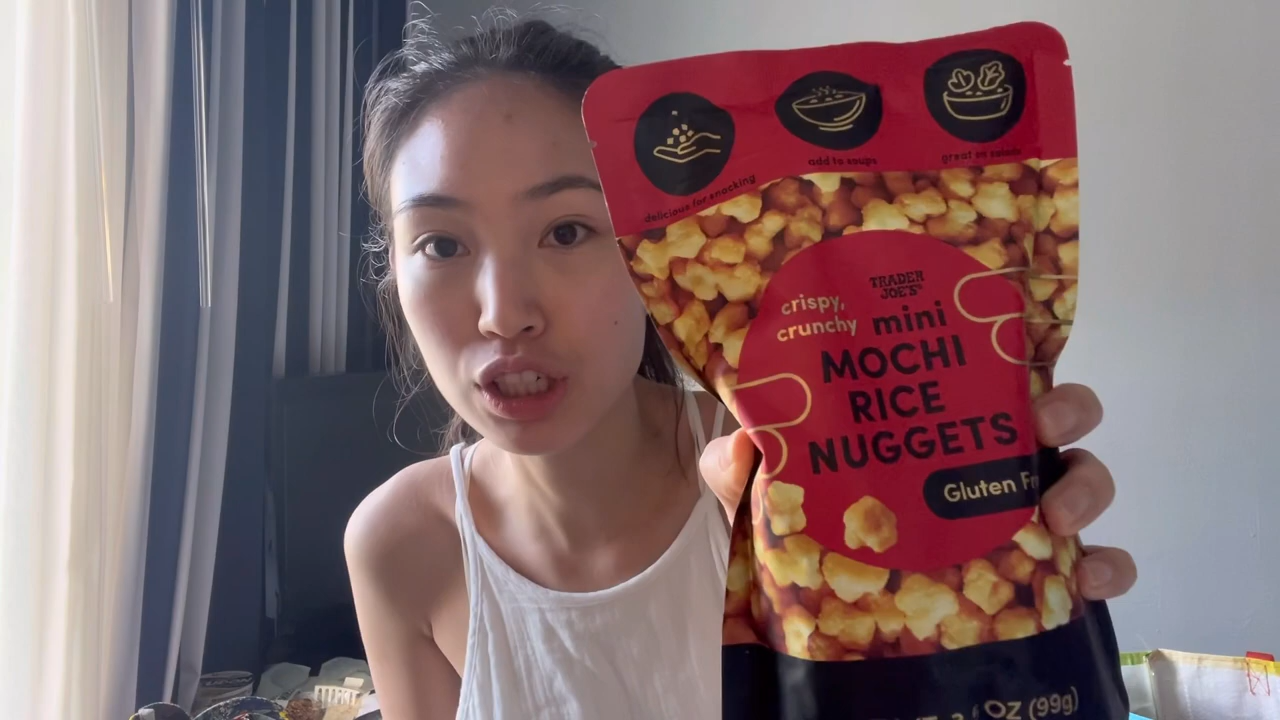 delicious for snacking
add to soups
great on salads
TRADER
JOE'S
crispy,
crunchy
mini
MOCHI
RICE
NUGGETS
Gluten Fr
OZ (99g)